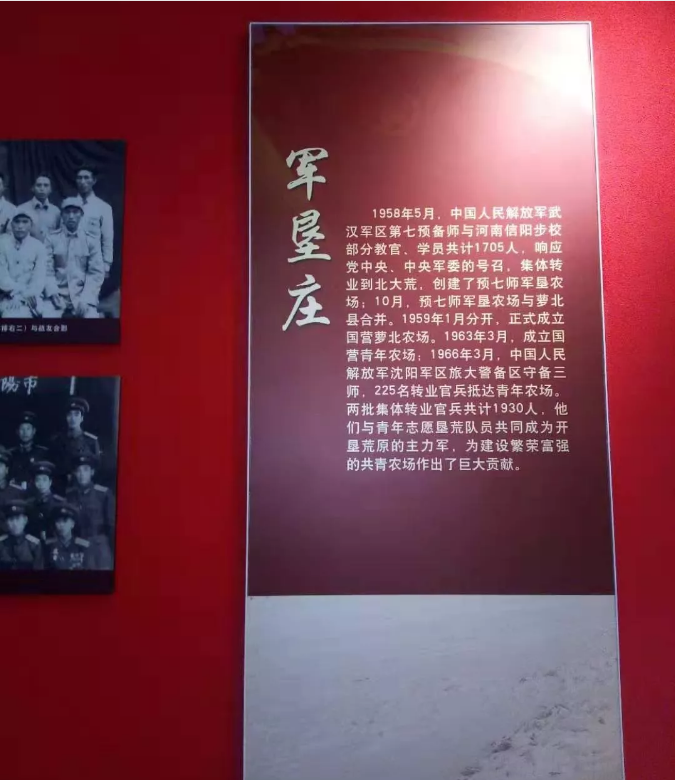 军垦庄
1958年5月，中国人民解放军武
汉军区第七预备师与河南信阳步校
部分教官、学员共计1705人，响应
党中央、中央军委的号召，集体转
业到北大荒，创建了预七师军垦农
场；10月，预七师军垦农场与萝北
县合并。1959年1月分开，正式成立
国营萝北农场。1963年3月，成立国
营青年农场；1966年3月，中国人民
解放军沈阳军区旅大警备区守备三
师，225名转业官兵抵达青年农场。
两批集体转业官兵共计1930人，他
们与青年志愿垦荒队员共同成为开
垦荒原的主力军，为建设繁荣富强
的共青农场作出了巨大贡献。
右二）与战友合影
陽市